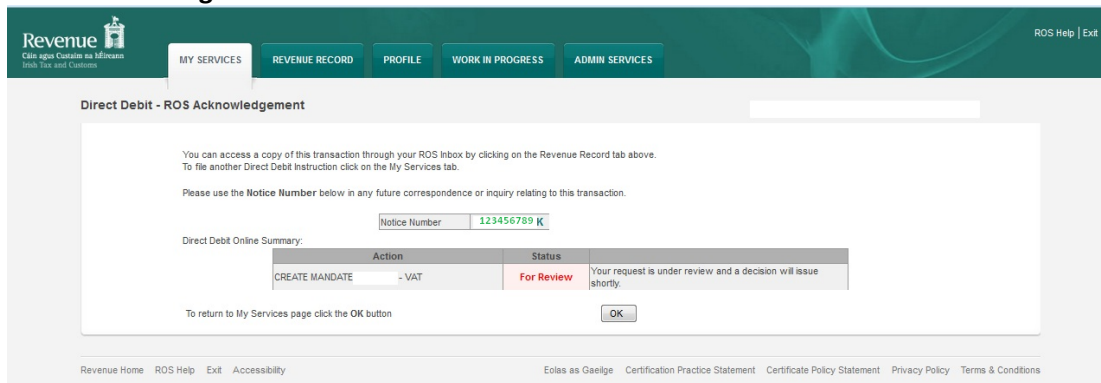 Revenue
Cáin agus Custaim na hÉireann
Irish Tax and Customs
ROS Help | Exit
MY SERVICES
REVENUE RECORD
PROFILE
WORK IN PROGRESS
ADMIN SERVICES
Direct Debit - ROS Acknowledgement
You can access a copy of this transaction through your ROS Inbox by clicking on the Revenue Record tab above.
To file another Direct Debit Instruction click on the My Services tab.
Please use the Notice Number below in any future correspondence or inquiry relating to this transaction.
Notice Number 123456789 K
Direct Debit Online Summary:
Action Status
CREATE MANDATE - VAT For Review Your request is under review and a decision will issue
shortly.
To return to My Services page click the OK button OK
Revenue Home ROS Help Exit Accessibility Eolas as Gaeilge Certification Practice Statement Certificate Policy Statement Privacy Policy Terms & Conditions